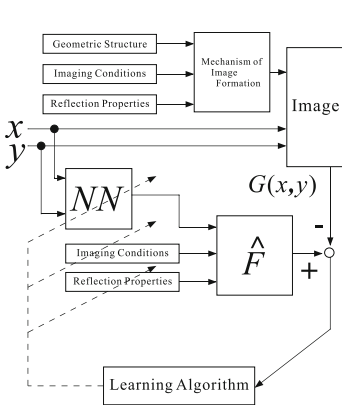 Geometric Structure
Imaging Conditions
Reflection Properties
Mechanism of
Image
Formation
Image
x
y
G(x,y)
NN
-
+
F̂
Imaging Conditions
Reflection Properties
Learning Algorithm